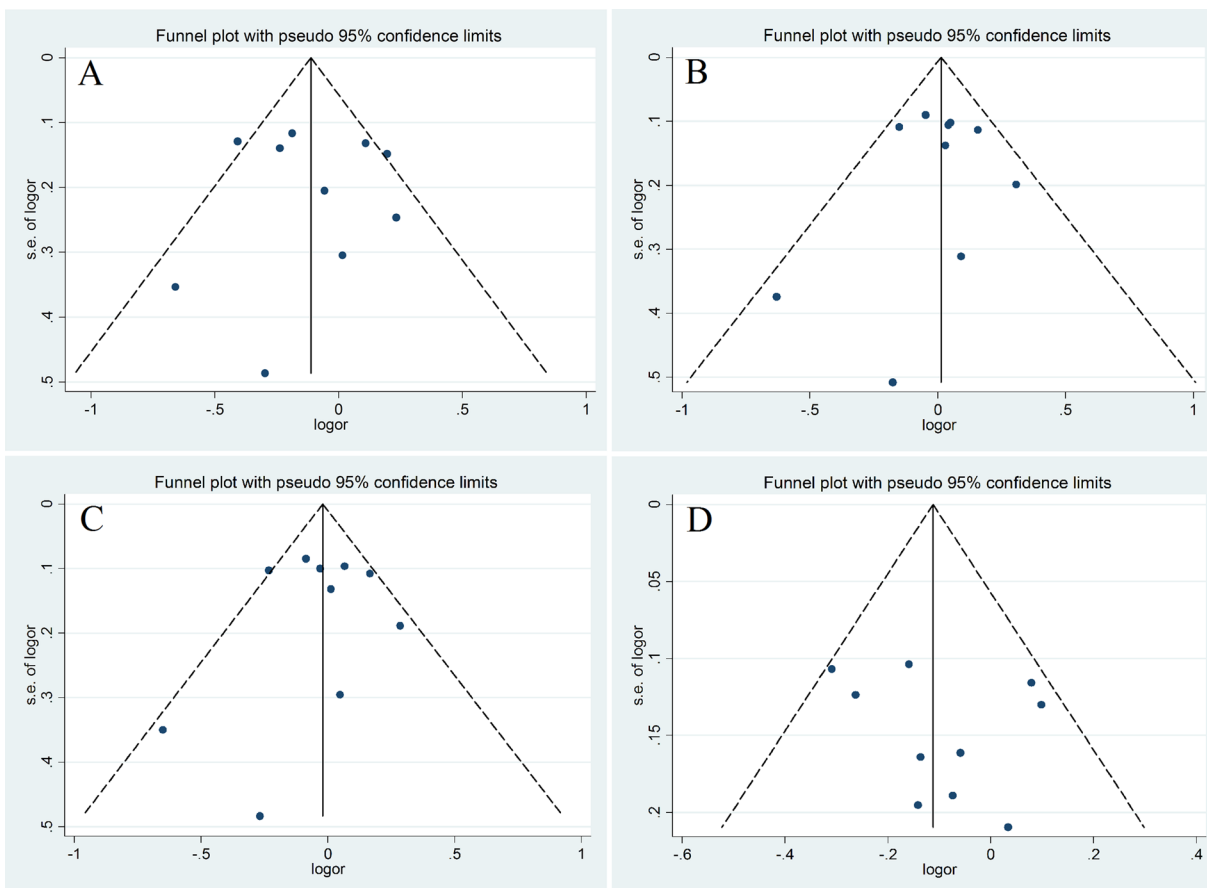 Funnel plot with pseudo 95% confidence limits
A
0
.1
.2
.3
.4
.5
s.e. of logor
-1
-.5
0
.5
1
logor
Funnel plot with pseudo 95% confidence limits
B
0
.1
.2
.3
.4
.5
s.e. of logor
-1
-.5
0
.5
1
logor
Funnel plot with pseudo 95% confidence limits
C
0
.1
.2
.3
.4
.5
s.e. of logor
-1
-.5
0
.5
1
logor
Funnel plot with pseudo 95% confidence limits
D
0
.05
.1
.15
.2
s.e. of logor
-.6
-.4
-.2
0
.2
.4
logor